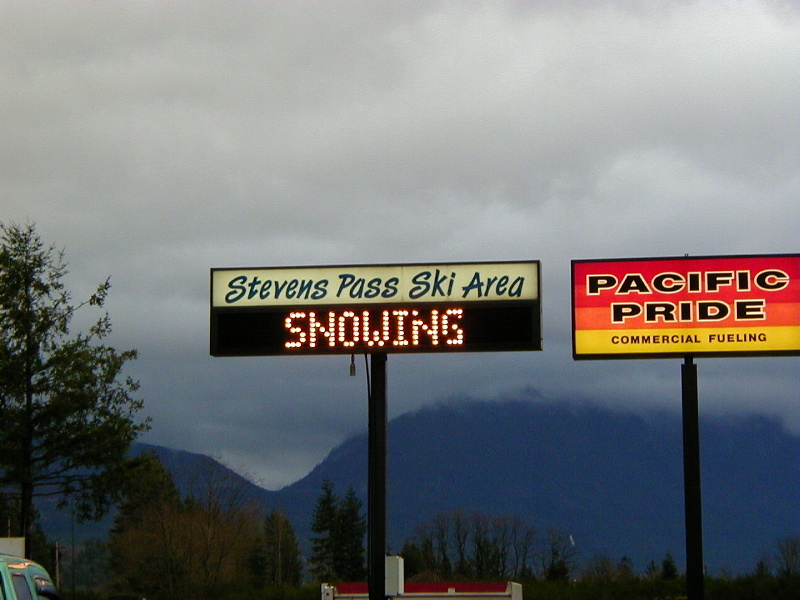 Stevens Pass Ski Area
SNOWING
PACIFIC
PRIDE
COMMERCIAL FUELING